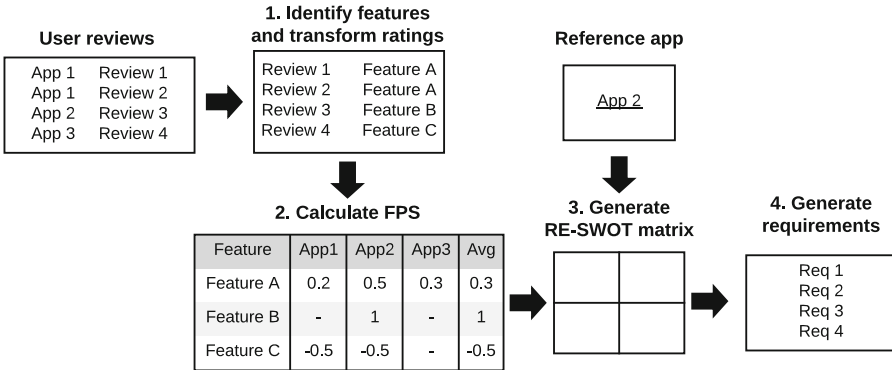 User reviews
App 1 Review 1
App 1 Review 2
App 2 Review 3
App 3 Review 4
1. Identify features
and transform ratings
Review 1 Feature A
Review 2 Feature A
Review 3 Feature B
Review 4 Feature C
Reference app
App 2
2. Calculate FPS
Feature App1 App2 App3 Avg
Feature A 0.2 0.5 0.3 0.3
Feature B - 1 - 1
Feature C -0.5 -0.5 - -0.5
3. Generate
RE-SWOT matrix
4. Generate
requirements
Req 1
Req 2
Req 3
Req 4